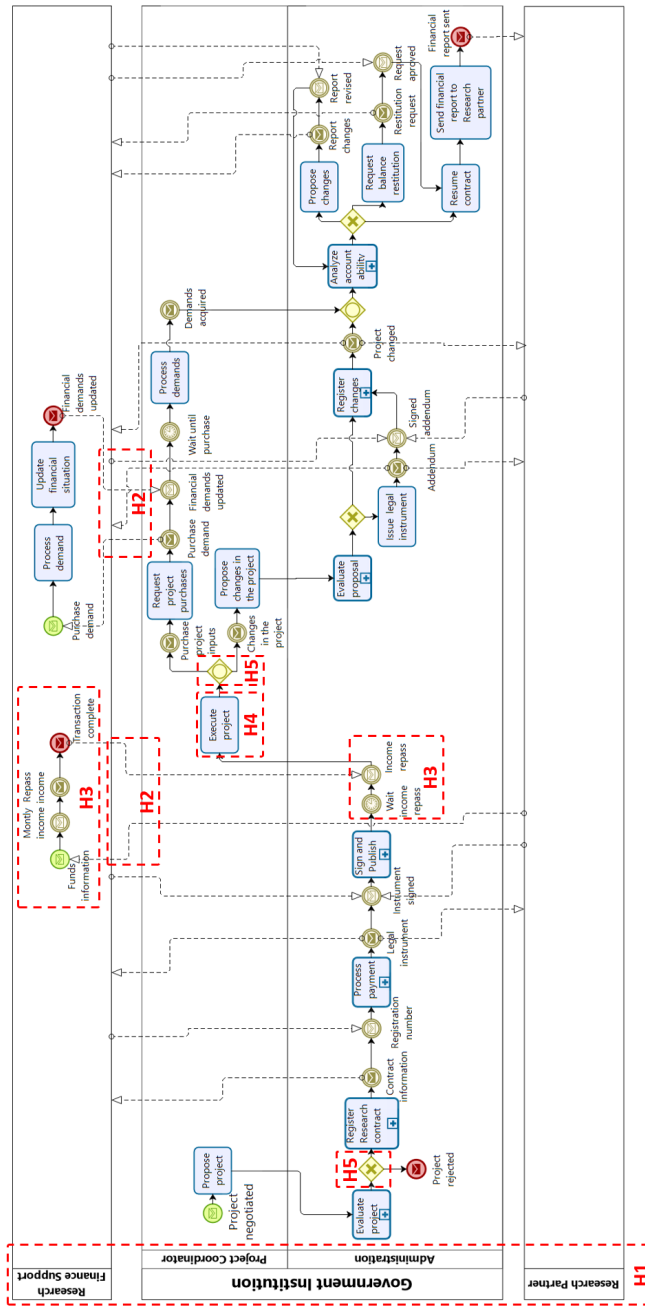 Research
Finance Support
Funds
information
Montly
income
Repass
income
Transaction
complete
H3
Purchase
demand
Process
demand
Update
financial
situation
Financial
demands
updated
H2
H2
Government Institution
Project Coordinator
Project
negotiated
Propose
project
Execute
project
H4
H5
Purchase
project
inputs
Changes
in the project
Request
project
purchases
Propose
changes in
the project
Purchase
demand
Financial
demands
updated
Wait until
purchase
Process
demands
Demands
acquired
Administration
Evaluate
project
H5
Project
rejected
Register
Research
contract
Contract
information
Registration
number
Process
payment
Legal
instrument
Instrument
signed
Sign and
Publish
Wait
income
repass
Income
repass
H3
Evaluate
proposal
Issue legal
instrument
Addendum
Signed
addendum
Register
changes
Project
changed
Analyze
account
ability
Propose
changes
Report
changes
Report
revised
Request
balance
restitution
Restitution
request
Request
aproved
Resume
contract
Send financial
report to
Research
partner
Financial
report sent
Research Partner
H1